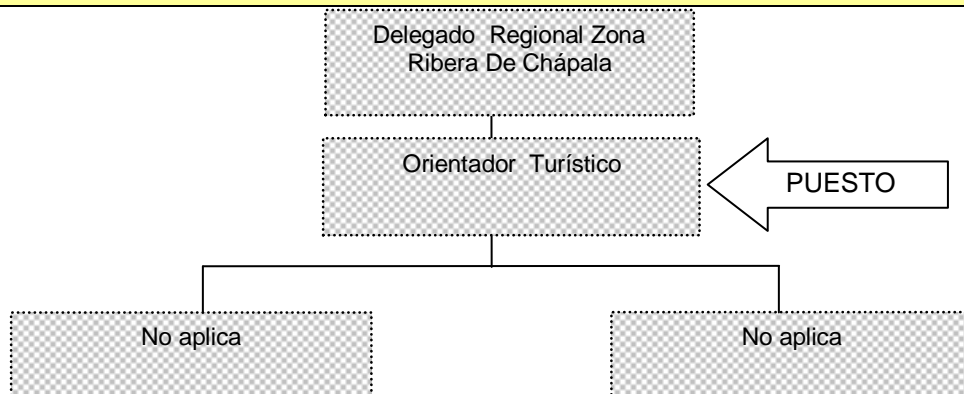 Delegado Regional Zona
Ribera De Chápala
Orientador Turístico
PUESTO
No aplica
No aplica